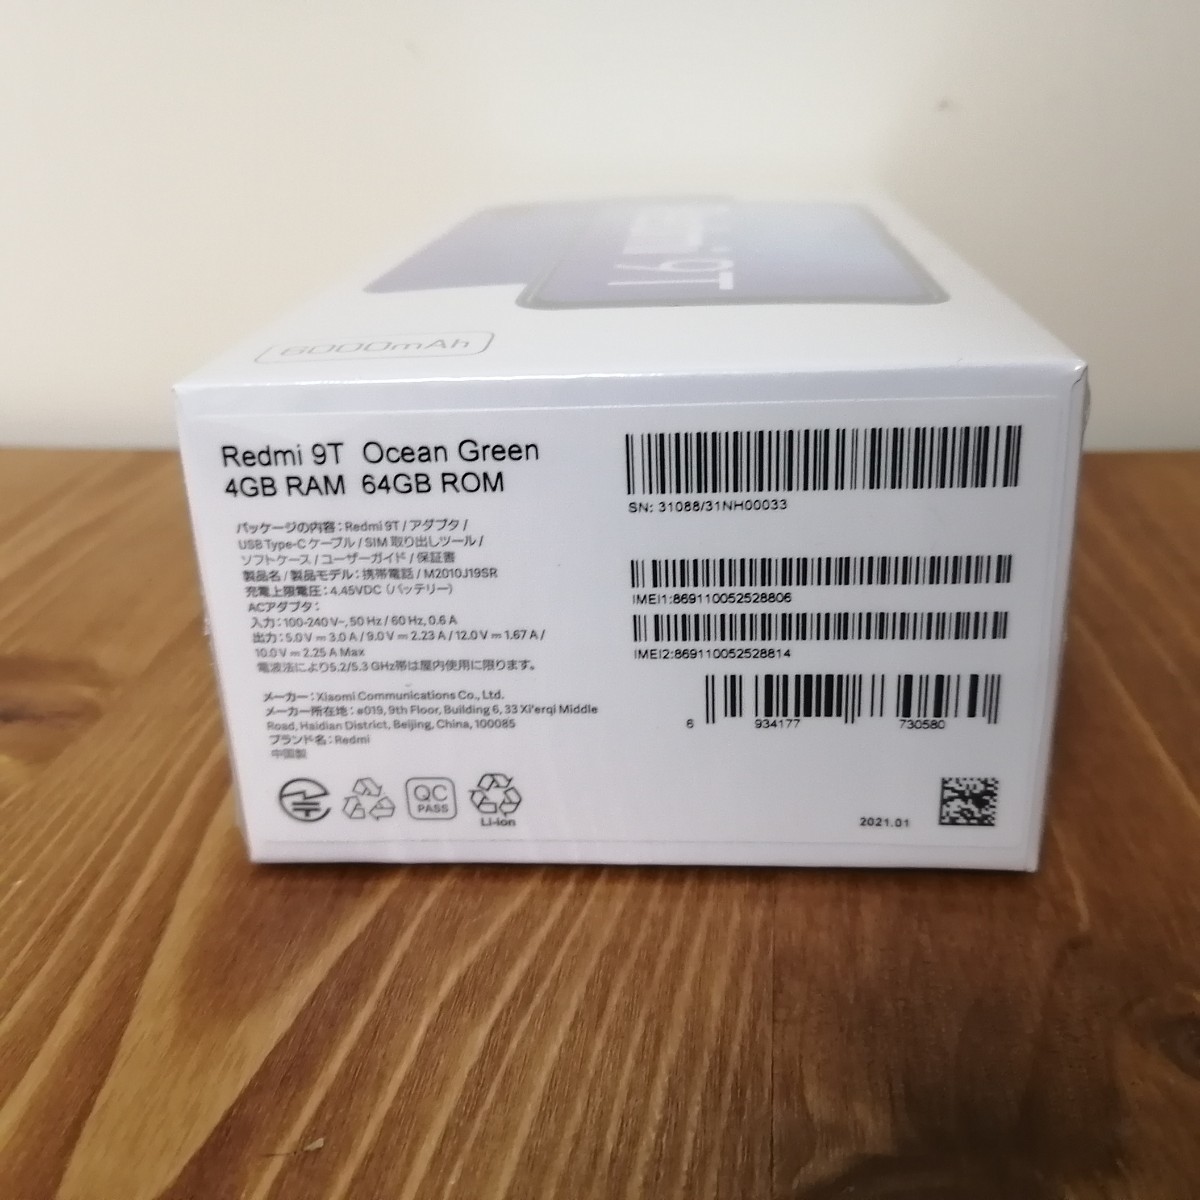 6000mAh
Redmi 9T Ocean Green
4GB RAM 64GB ROM
パッケージの内容：Redmi 9T / アダプタ /
USB Type-C ケーブル / SIM 取り出しツール /
ソフトケース / ユーザーガイド / 保証書
製品名 / 製品モデル：携帯電話 / M2010J19SR
充電上限電圧：4.45VDC（バッテリー）
ACアダプタ：
入力：100-240 V~, 50 Hz / 60 Hz, 0.6 A
出力：5.0 V ⎓ 3.0 A / 9.0 V ⎓ 2.23 A / 12.0 V ⎓ 1.67 A /
10.0 V ⎓ 2.25 A Max
電波法により5.2/5.3 GHz帯は屋内使用に限ります。
メーカー：Xiaomi Communications Co., Ltd.
メーカー所在地：#019, 9th Floor, Building 6, 33 Xi'erqi Middle
Road, Haidian District, Beijing, China, 100085
ブランド名：Redmi
中国製
QC
PASS
Li-ion
SN: 31088/31NH00033
IMEI1:869110052528806
IMEI2:869110052528814
6 934177 730580
2021.01